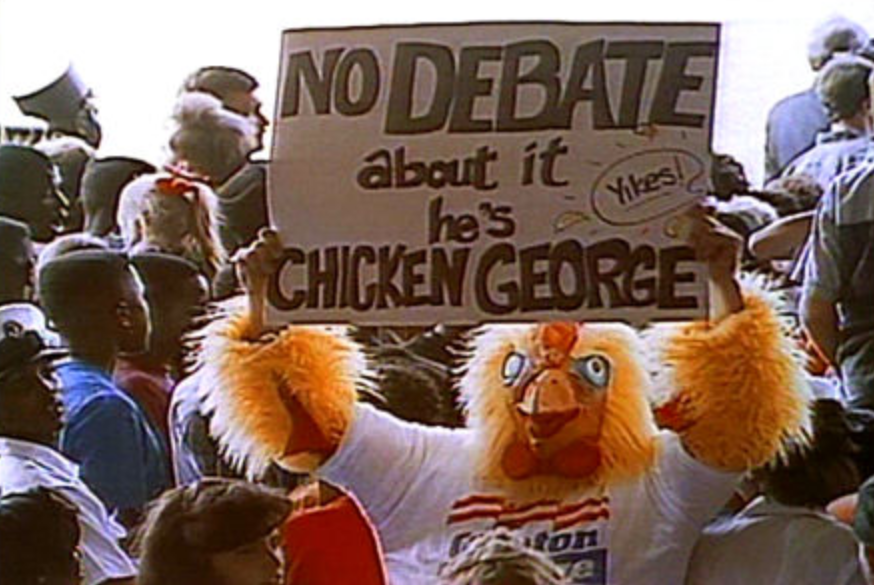 NO DEBATE
about it
Yikes!
he's
CHICKEN GEORGE